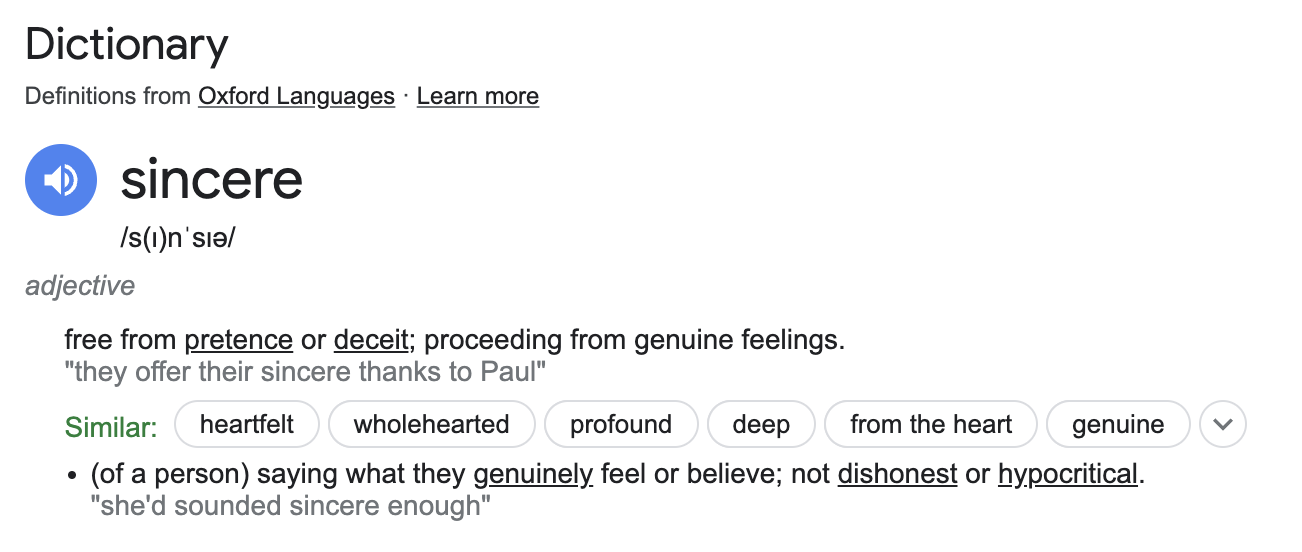 Dictionary
Definitions from Oxford Languages · Learn more
sincere
/s(ɪ)nˈsɪə/
adjective
free from pretence or deceit; proceeding from genuine feelings.
"they offer their sincere thanks to Paul"
Similar: heartfelt wholehearted profound deep from the heart genuine
• (of a person) saying what they genuinely feel or believe; not dishonest or hypocritical.
"she'd sounded sincere enough"